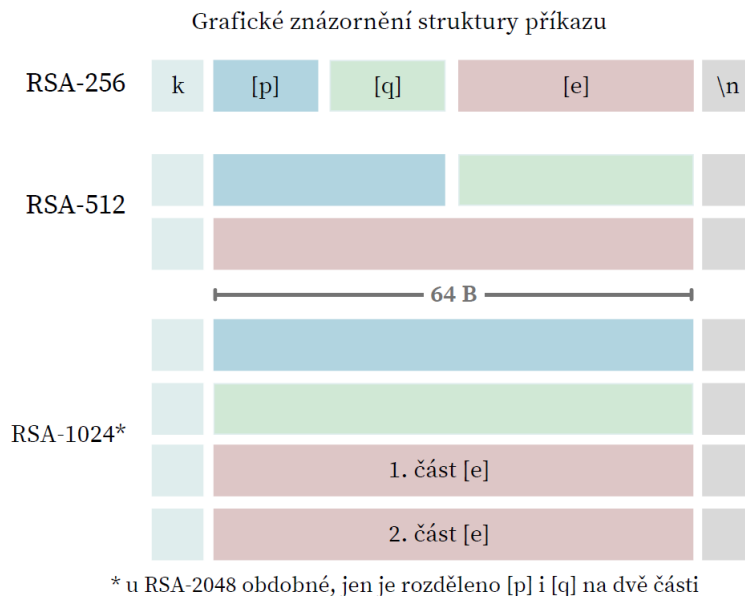 Grafické znázornění struktury příkazu
RSA-256 k [p] [q] [e] \n
RSA-512
64 B
RSA-1024*
1. část [e]
2. část [e]
* u RSA-2048 obdobné, jen je rozděleno [p] i [q] na dvě části